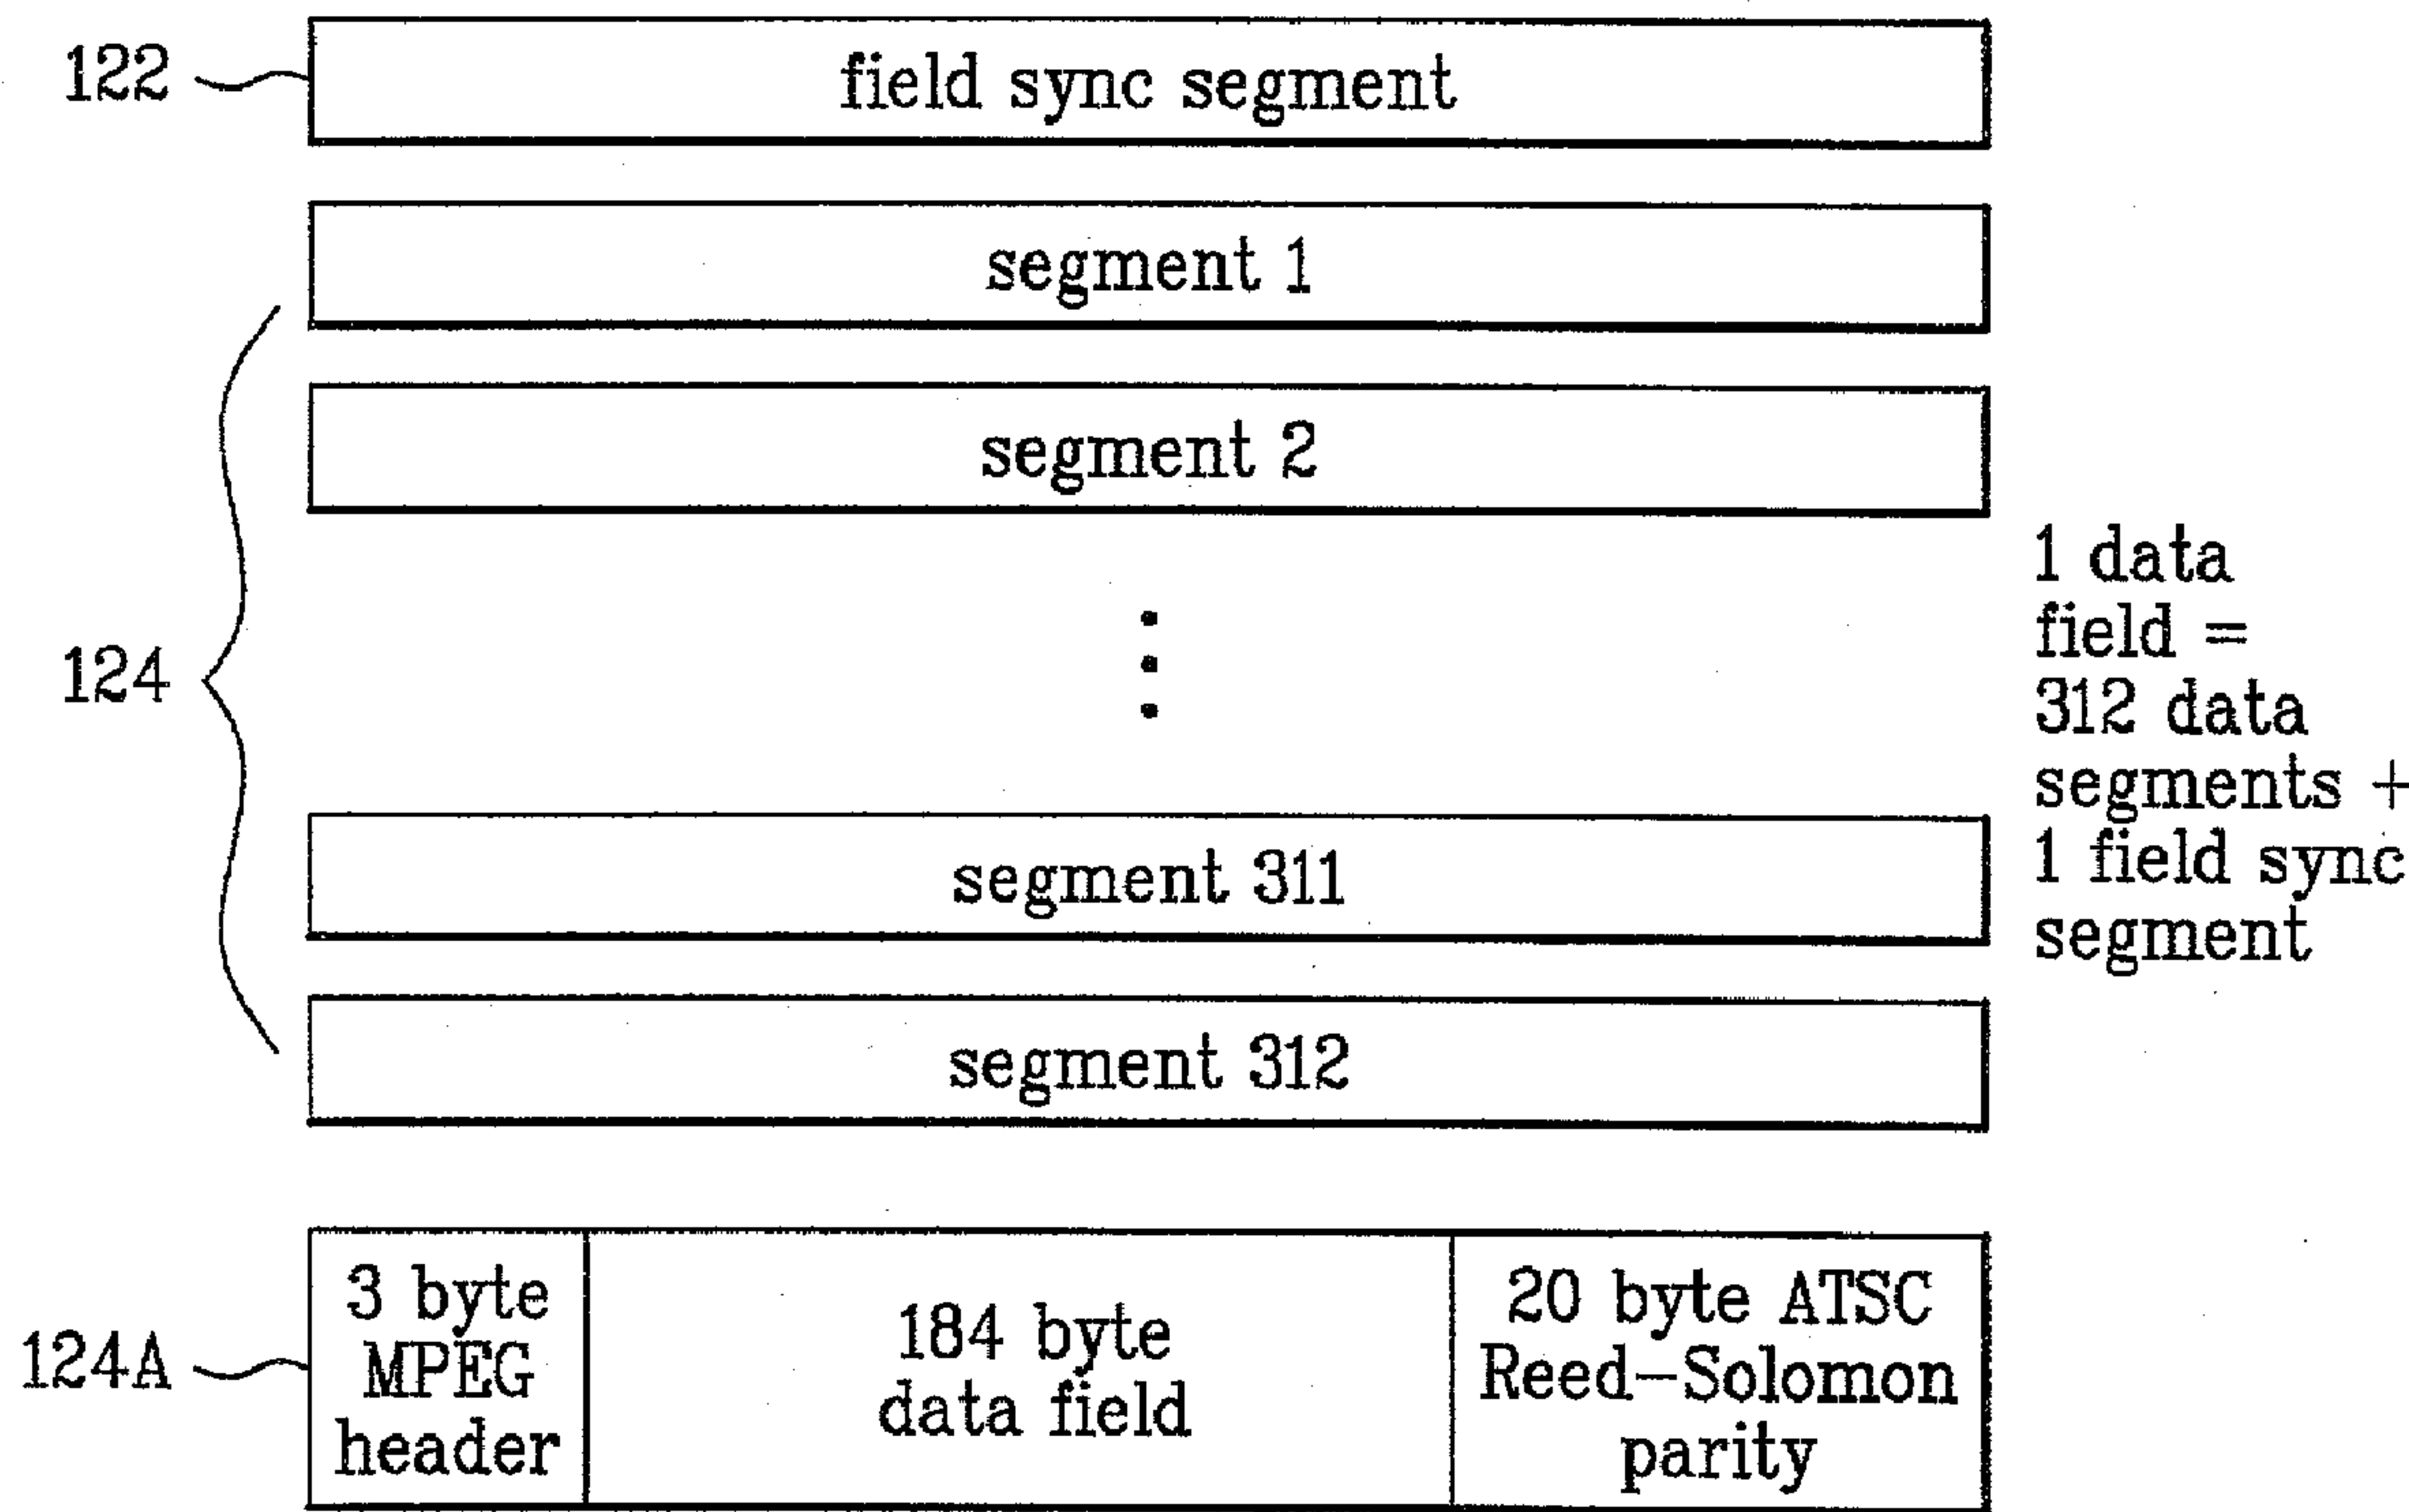 122
field sync segment
segment 1
segment 2
124
segment 311
segment 312
1 data
field =
312 data
segments +
1 field sync
segment
124A
3 byte
MPEG
header
184 byte
data field
20 byte ATSC
Reed-Solomon
parity